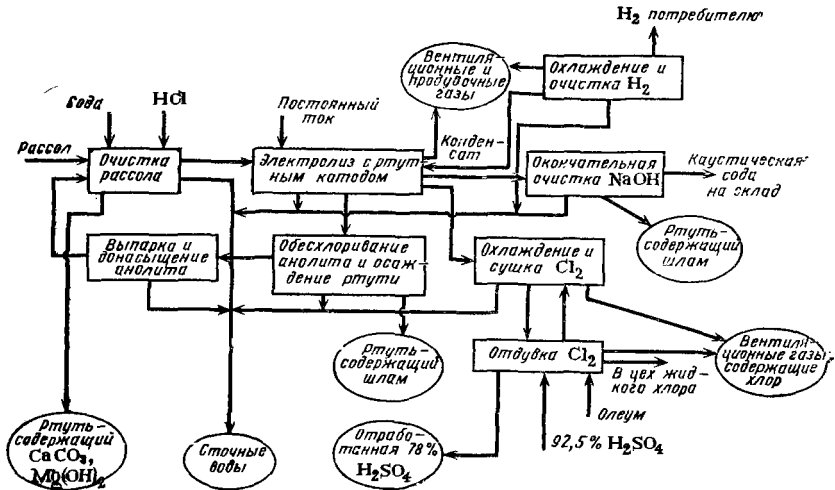 H₂ потребителю
Вентиля-
ционные и
продувочные
газы
Охлаждение и
очистка H₂
Сода
HCl
Постоянный
ток
Конден-
сат
Рассол
Очистка
рассола
Электролиз с ртут-
ным катодом
Окончательная
очистка NaOH
Каустическая
сода
на склад
Ртуть-
содержащий
шлам
Выпарка и
донасыщение
анолита
Обесхлоривание
анолита и осаж-
дение ртути
Охлаждение и
сушка Cl₂
Ртуть-
содержащий
шлам
Отдувка Cl₂
Вентиля-
ционные газы,
содержащие
хлор
В цех жид-
кого хлора
Олеум
92,5% H₂SO₄
Ртуть-
содержащий
CaCO₃,
Mg(OH)₂
Сточные
воды
Отрабо-
танная 78%
H₂SO₄